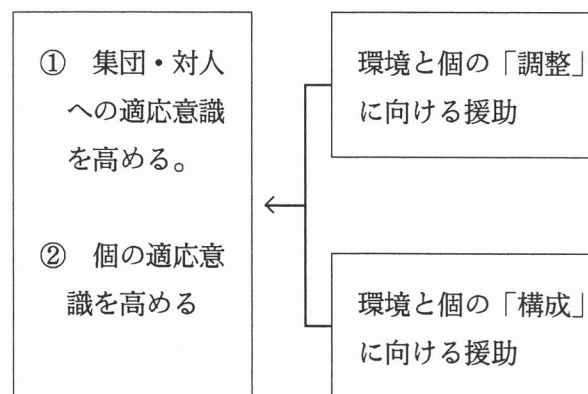 ① 集団・対人
への適応意識
を高める。
② 個の適応意
識を高める
環境と個の「調整」
に向ける援助
環境と個の「構成」
に向ける援助